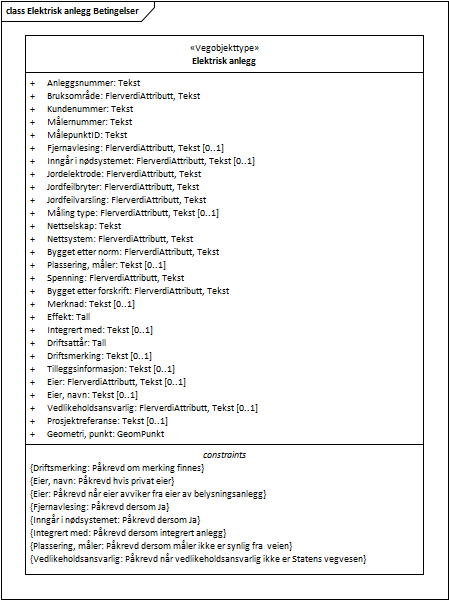 class Elektrisk anlegg Betingelser
«Vegobjekttype»
Elektrisk anlegg
+ Anleggsnummer: Tekst
+ Bruksområde: FlerverdiAttributt, Tekst
+ Kundenummer: Tekst
+ Målernummer: Tekst
+ MålepunktID: Tekst
+ Fjernavlesing: FlerverdiAttributt, Tekst [0..1]
+ Inngår i nødsystemet: FlerverdiAttributt, Tekst [0..1]
+ Jordelektrode: FlerverdiAttributt, Tekst
+ Jordfeilbryter: FlerverdiAttributt, Tekst
+ Jordfeilvarsling: FlerverdiAttributt, Tekst
+ Måling type: FlerverdiAttributt, Tekst [0..1]
+ Nettselskap: Tekst
+ Nettsystem: FlerverdiAttributt, Tekst
+ Bygget etter norm: FlerverdiAttributt, Tekst
+ Plassering, måler: Tekst [0..1]
+ Spenning: FlerverdiAttributt, Tekst
+ Bygget etter forskrift: FlerverdiAttributt, Tekst
+ Merknad: Tekst [0..1]
+ Effekt: Tall
+ Integrert med: Tekst [0..1]
+ Driftsattår: Tall
+ Driftsmerking: Tekst [0..1]
+ Tilleggsinformasjon: Tekst [0..1]
+ Eier: FlerverdiAttributt, Tekst [0..1]
+ Eier, navn: Tekst [0..1]
+ Vedlikeholdsansvarlig: FlerverdiAttributt, Tekst [0..1]
+ Prosjektreferanse: Tekst [0..1]
+ Geometri, punkt: GeomPunkt
constraints
{Driftsmerking: Påkrevd om merking finnes}
{Eier, navn: Påkrevd hvis privat eier}
{Eier: Påkrevd når eier avviker fra eier av belysningsanlegg}
{Fjernavlesing: Påkrevd dersom Ja}
{Inngår i nødsystemet: Påkrevd dersom Ja}
{Integrert med: Påkrevd dersom integrert anlegg}
{Plassering, måler: Påkrevd dersom måler ikke er synlig fra  veien}
{Vedlikeholdsansvarlig: Påkrevd når vedlikeholdsansvarlig ikke er Statens vegvesen}